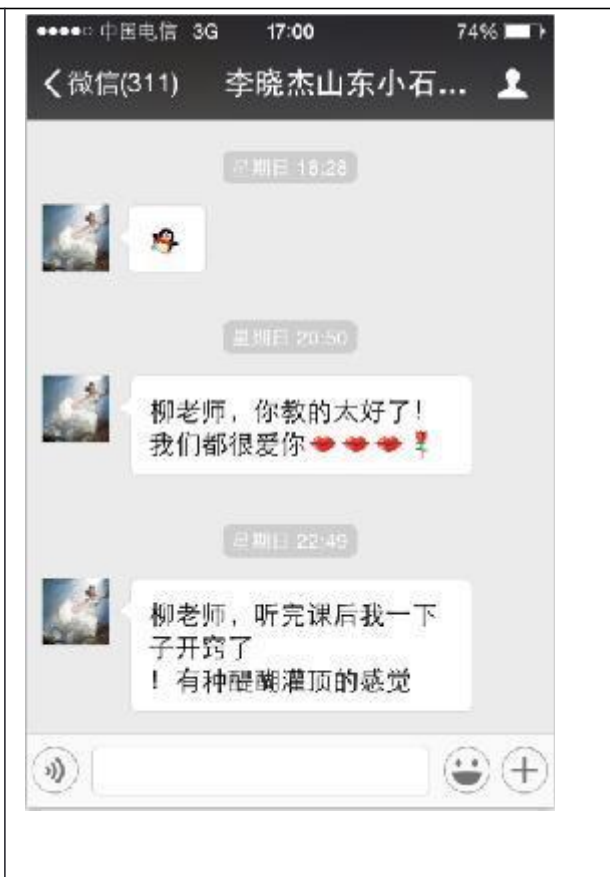 中国电信 3G 17:00 74%
微信(311) 李晓杰山东小石...
星期日 18:28
星期日 20:50
柳老师，你教的太好了！
我们都很爱你
星期日 22:49
柳老师，听完课后我一下
子开窍了
！有种醍醐灌顶的感觉